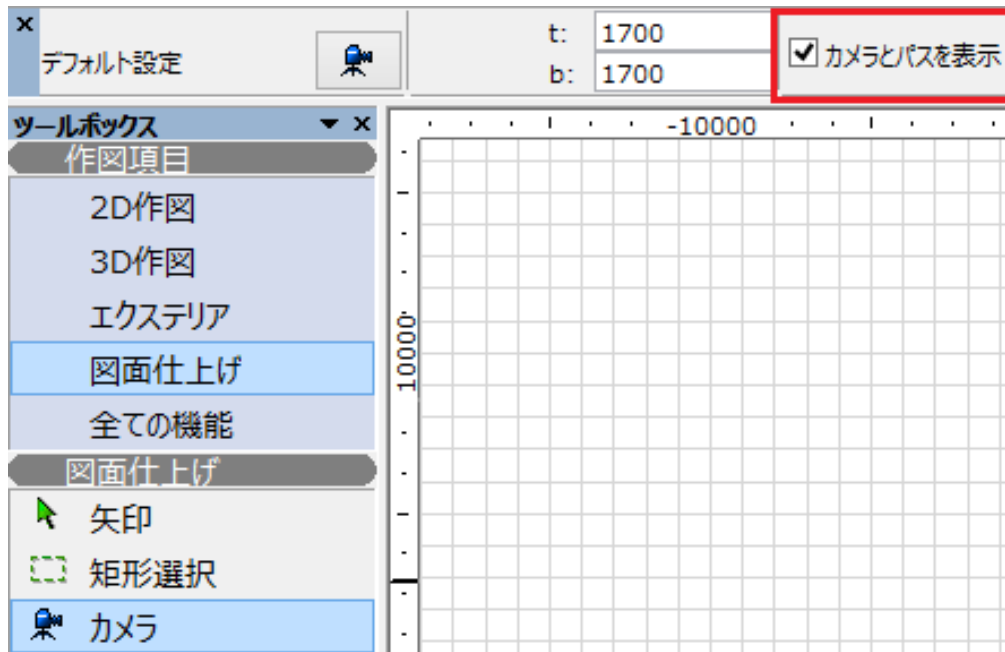 デフォルト設定
t: 1700
b: 1700
カメラとパスを表示
ツールボックス
作図項目
2D作図
3D作図
エクステリア
図面仕上げ
全ての機能
図面仕上げ
矢印
矩形選択
カメラ
-10000
10000